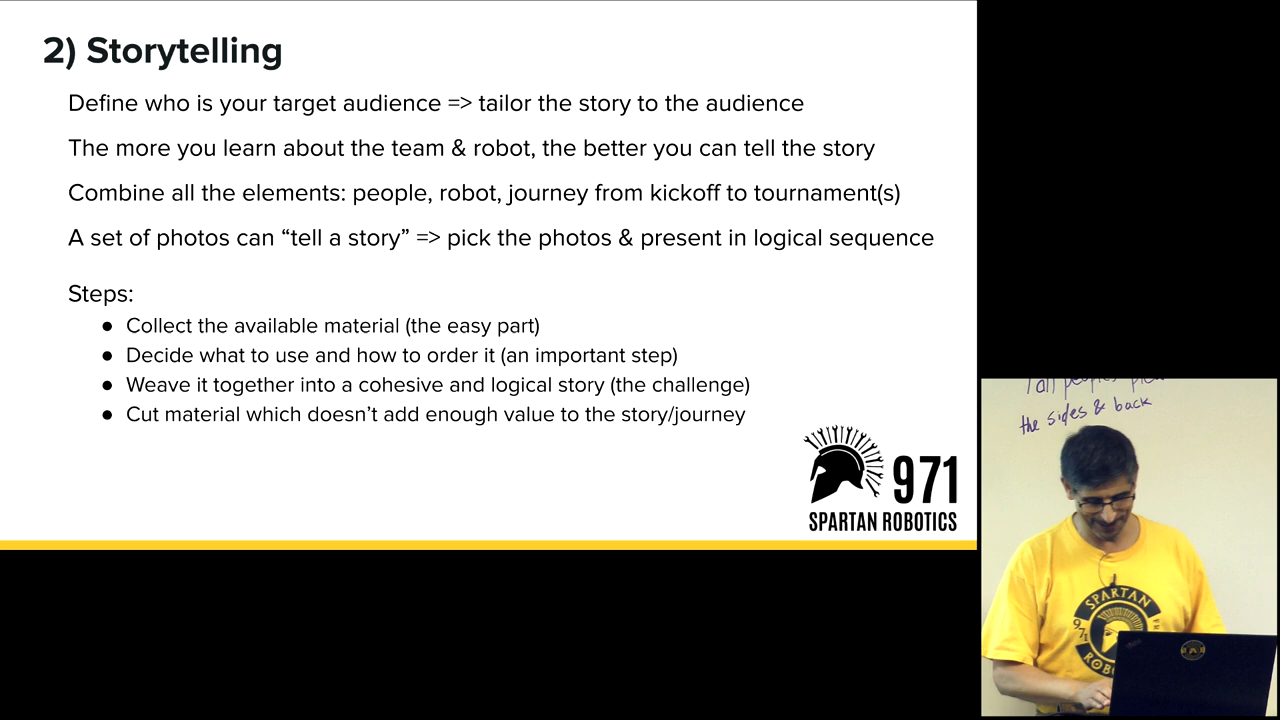 2) Storytelling
Define who is your target audience => tailor the story to the audience
The more you learn about the team & robot, the better you can tell the story
Combine all the elements: people, robot, journey from kickoff to tournament(s)
A set of photos can “tell a story” => pick the photos & present in logical sequence
Steps:
● Collect the available material (the easy part)
● Decide what to use and how to order it (an important step)
● Weave it together into a cohesive and logical story (the challenge)
● Cut material which doesn’t add enough value to the story/journey
971
SPARTAN ROBOTICS
the sides & back
SPARTAN
971